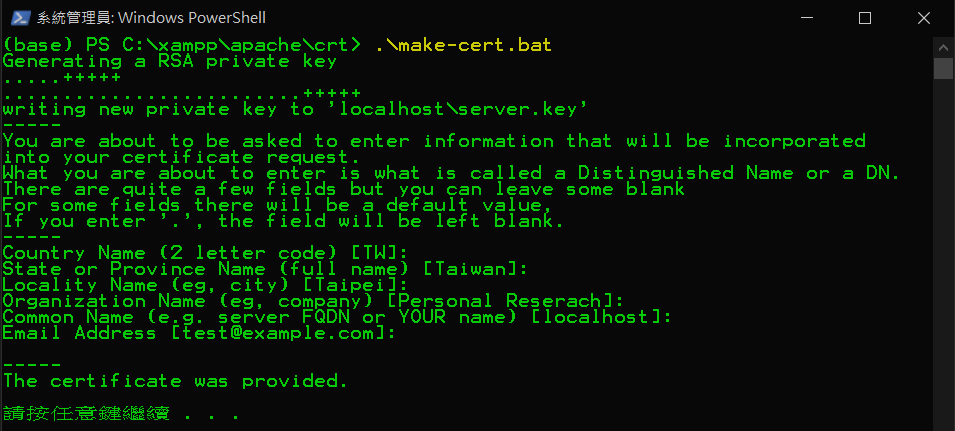 系統管理員: Windows PowerShell
(base) PS C:\xampp\apache\crt> .\make-cert.bat
Generating a RSA private key
.....+++++
.........................+++++
writing new private key to 'localhost\server.key'
-----
You are about to be asked to enter information that will be incorporated
into your certificate request.
What you are about to enter is what is called a Distinguished Name or a DN.
There are quite a few fields but you can leave some blank
For some fields there will be a default value,
If you enter '.', the field will be left blank.
-----
Country Name (2 letter code) [TW]:
State or Province Name (full name) [Taiwan]:
Locality Name (eg, city) [Taipei]:
Organization Name (eg, company) [Personal Reserach]:
Common Name (e.g. server FQDN or YOUR name) [localhost]:
Email Address [test@example.com]:
-----
The certificate was provided.
請按任意鍵繼續 . . .